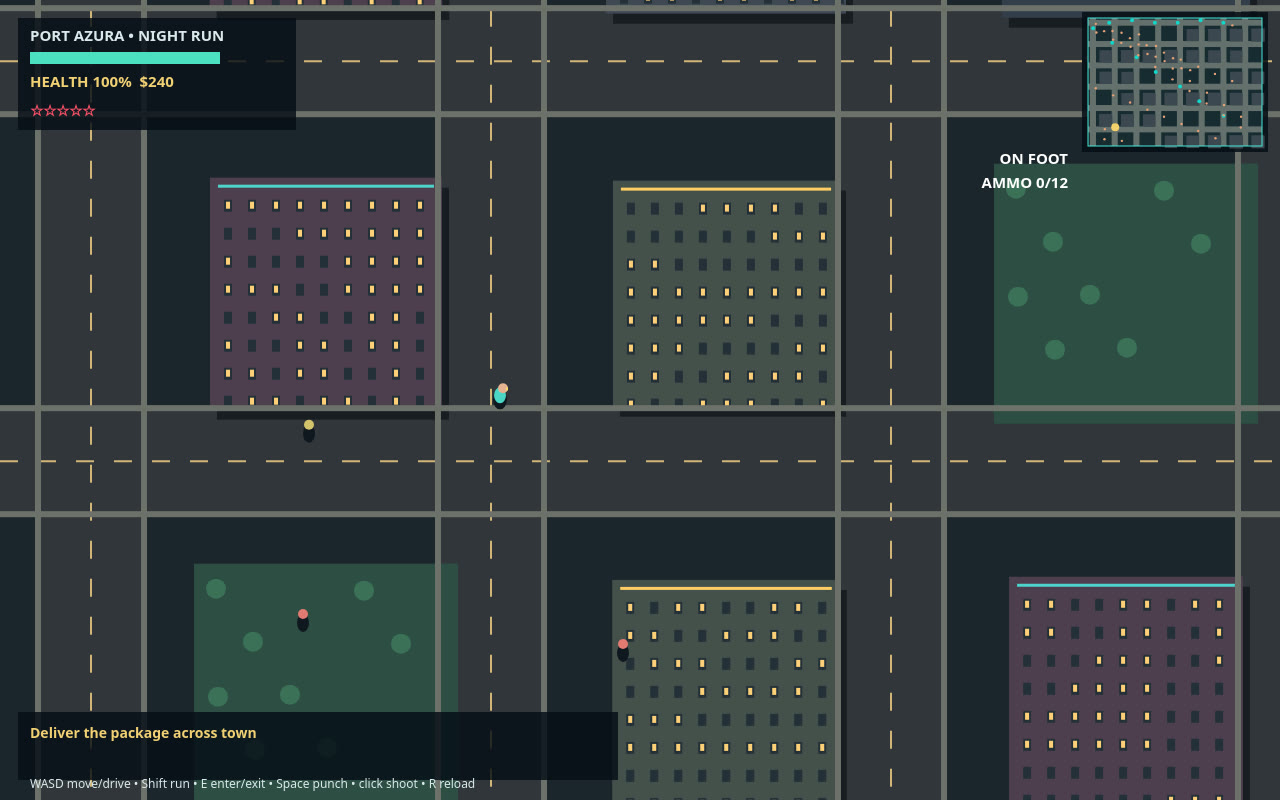 PORT AZURA • NIGHT RUN
HEALTH 100% $240
☆☆☆☆☆
ON FOOT
AMMO 0/12
Deliver the package across town
WASD move/drive • Shift run • E enter/exit • Space punch • click shoot • R reload